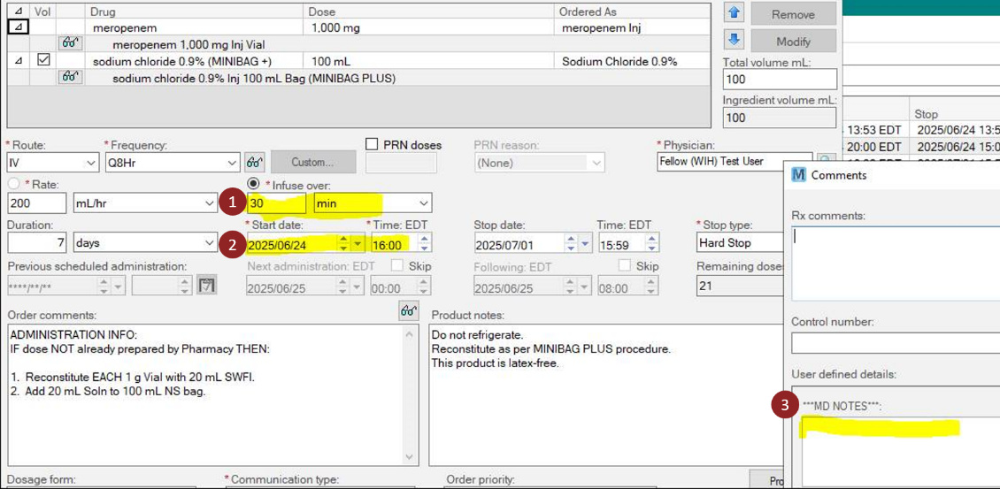 Vol Drug Dose Ordered As
meropenem 1,000 mg meropenem Inj
meropenem 1,000 mg Inj Vial
sodium chloride 0.9% (MINIBAG +) 100 mL Sodium Chloride 0.9%
sodium chloride 0.9% Inj 100 mL Bag (MINIBAG PLUS)
Remove
Modify
Total volume mL:
100
Ingredient volume mL:
100
Stop
13:53 EDT 2025/06/24 13:5
20:00 EDT 2025/06/24 15:0
*Route: *Frequency: PRN doses PRN reason: *Physician:
IV Q8Hr Custom... (None) Fellow (WIH) Test User
*Rate: *Infuse over:
200 mL/hr 1 30 min
Duration: *Start date: *Time: EDT Stop date: Time: EDT *Stop type:
7 days 2 2025/06/24 16:00 2025/07/01 15:59 Hard Stop
Previous scheduled administration: Next administration: EDT Skip Following: EDT Skip Remaining dose
****/**/** 2025/06/25 00:00 2025/06/25 08:00 21
Order comments: Product notes:
ADMINISTRATION INFO:
IF dose NOT already prepared by Pharmacy THEN:
1. Reconstitute EACH 1 g Vial with 20 mL SWFI.
2. Add 20 mL Soln to 100 mL NS bag.
Do not refrigerate.
Reconstitute as per MINIBAG PLUS procedure.
This product is latex-free.
Dosage form: *Communication type: Order priority: Pro
M Comments
Rx comments:
Control number:
User defined details:
3 ***MD NOTES***: